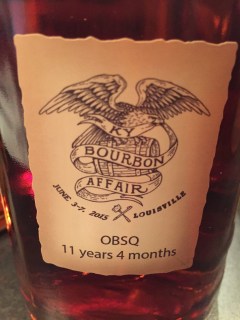 KY
BOURBON
AFFAIR
JUNE 3-7, 2015 LOUISVILLE
OBSQ
11 years 4 months